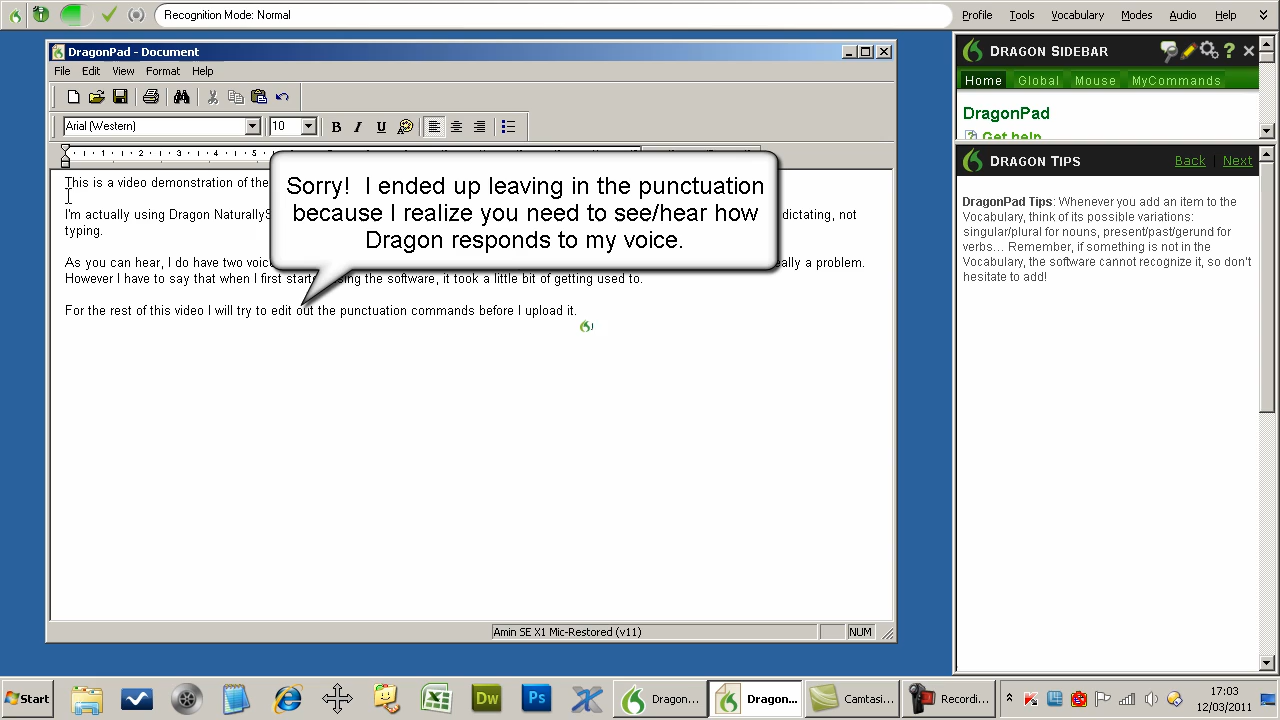 Recognition Mode: Normal
Profile Tools Vocabulary Modes Audio Help
DragonPad - Document
File Edit View Format Help
Arial (Western) 10 B I U
Sorry!  I ended up leaving in the punctuation
because I realize you need to see/hear how
Dragon responds to my voice.
This is a video demonstration of the
I'm actually using Dragon Naturally dictating, not
typing.
As you can hear, I do have two a problem.
However I have to say that when I first the software, it took a little bit of getting used to.
For the rest of this video I will try to edit out the punctuation commands before I upload it.
Amin SE X1 Mic-Restored (v11) NUM
DRAGON SIDEBAR
Home Global Mouse MyCommands
DragonPad
Get help
DRAGON TIPS Back Next
DragonPad Tips: Whenever you add an item to the
Vocabulary, think of its possible variations:
singular/plural for nouns, present/past/gerund for
verbs... Remember, if something is not in the
Vocabulary, the software cannot recognize it, so don't
hesitate to add!
Start Dw Ps Dragon... Dragon... Camtasi... Recordi... 17:05
12/03/2011